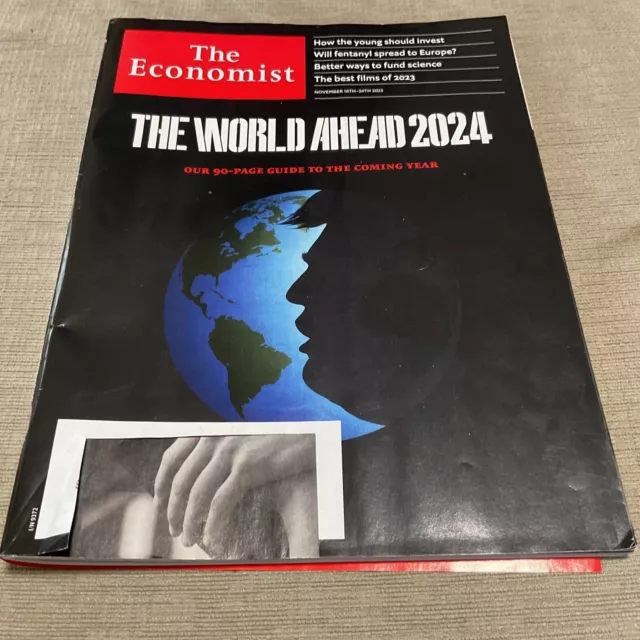 The
Economist
How the young should invest
Will fentanyl spread to Europe?
Better ways to fund science
The best films of 2023
NOVEMBER 18TH–24TH 2023
THE WORLD AHEAD 2024
OUR 90-PAGE GUIDE TO THE COMING YEAR